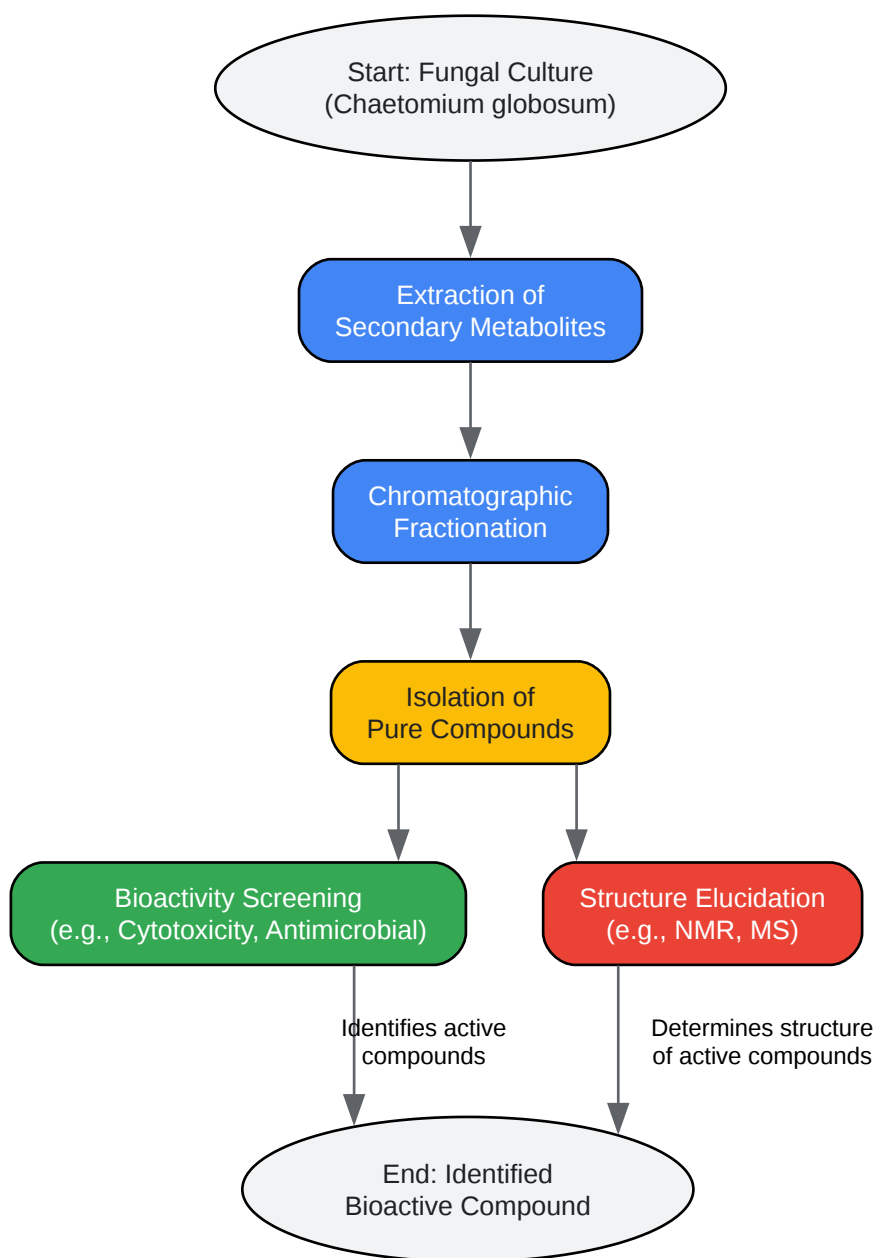 Start: Fungal Culture
(Chaetomium globosum)
Extraction of
Secondary Metabolites
Chromatographic
Fractionation
Isolation of
Pure Compounds
Bioactivity Screening
(e.g., Cytotoxicity, Antimicrobial)
Structure Elucidation
(e.g., NMR, MS)
Identifies active
compounds
Determines structure
of active compounds
End: Identified
Bioactive Compound